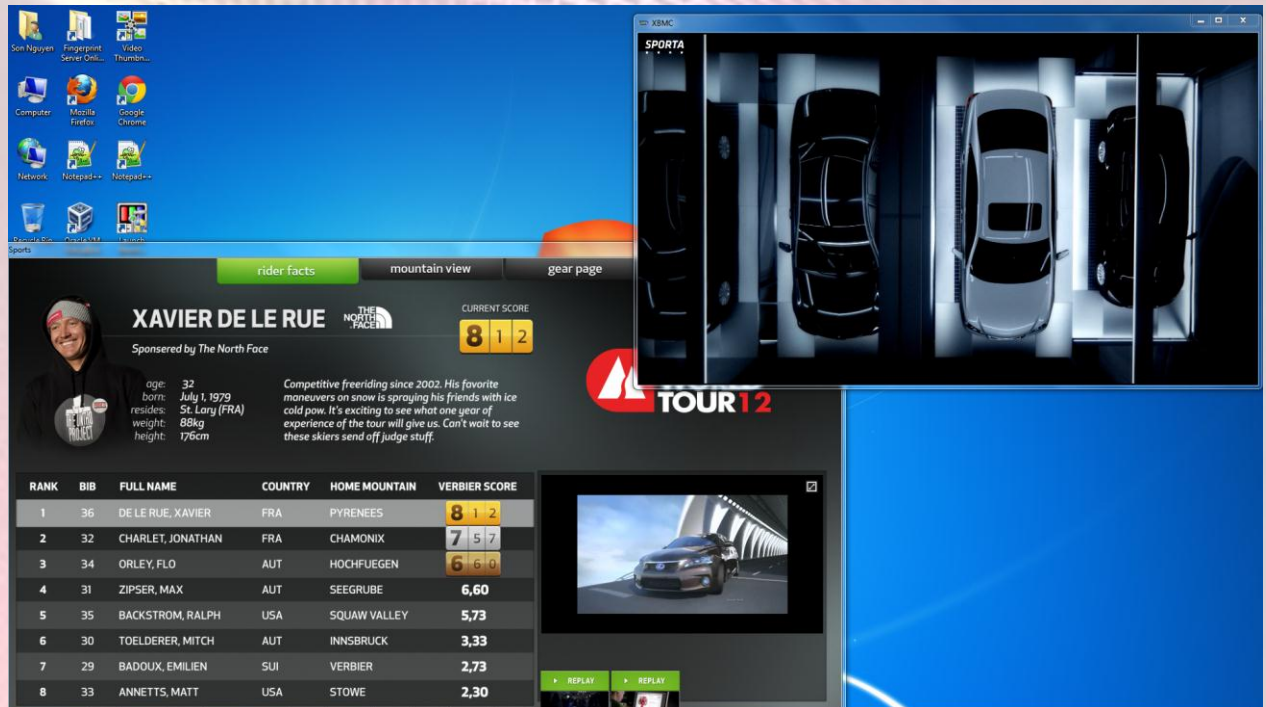 Son Nguyen
Fingerprint
Server Onli...
Video
Thumbn...
Computer
Mozilla
Firefox
Google
Chrome
Network
Notepad++
Notepad++
Recycle Bin
Oracle VM
Launch
XBMC
SPORTA
Sports
rider facts
mountain view
gear page
XAVIER DE LE RUE
THE
NORTH
FACE
Sponsered by The North Face
CURRENT SCORE
8 1 2
age: 32
born: July 1, 1979
resides: St. Lary (FRA)
weight: 88kg
height: 176cm
Competitive freeriding since 2002. His favorite
maneuvers on snow is spraying his friends with ice
cold pow. It's exciting to see what one year of
experience of the tour will give us. Can't wait to see
these skiers send off judge stuff.
TOUR12
RANK BIB FULL NAME COUNTRY HOME MOUNTAIN VERBIER SCORE
1 36 DE LE RUE, XAVIER FRA PYRENEES 8 1 2
2 32 CHARLET, JONATHAN FRA CHAMONIX 7 5 7
3 34 ORLEY, FLO AUT HOCHFUEGEN 6 6 0
4 31 ZIPSER, MAX AUT SEEGRUBE 6,60
5 35 BACKSTROM, RALPH USA SQUAW VALLEY 5,73
6 30 TOELDERER, MITCH AUT INNSBRUCK 3,33
7 29 BADOUX, EMILIEN SUI VERBIER 2,73
8 33 ANNETTS, MATT USA STOWE 2,30
REPLAY
REPLAY